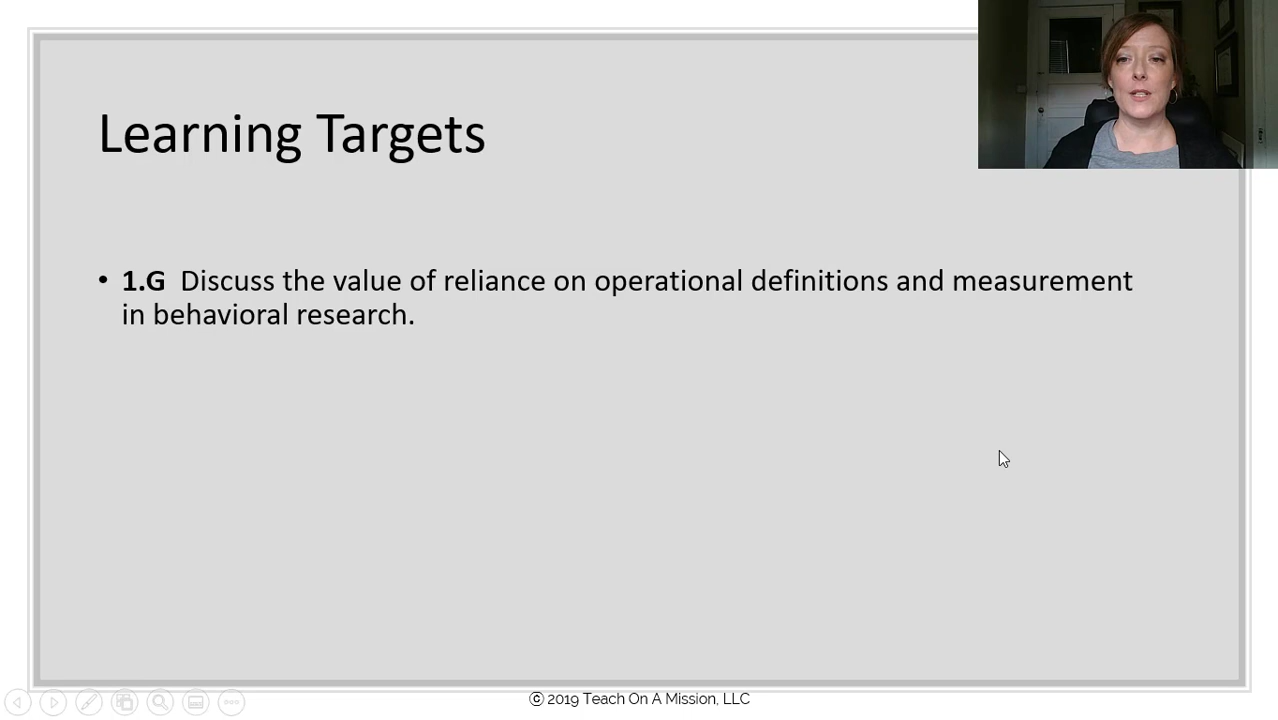 Learning Targets
• 1.G Discuss the value of reliance on operational definitions and measurement
in behavioral research.
© 2019 Teach On A Mission, LLC